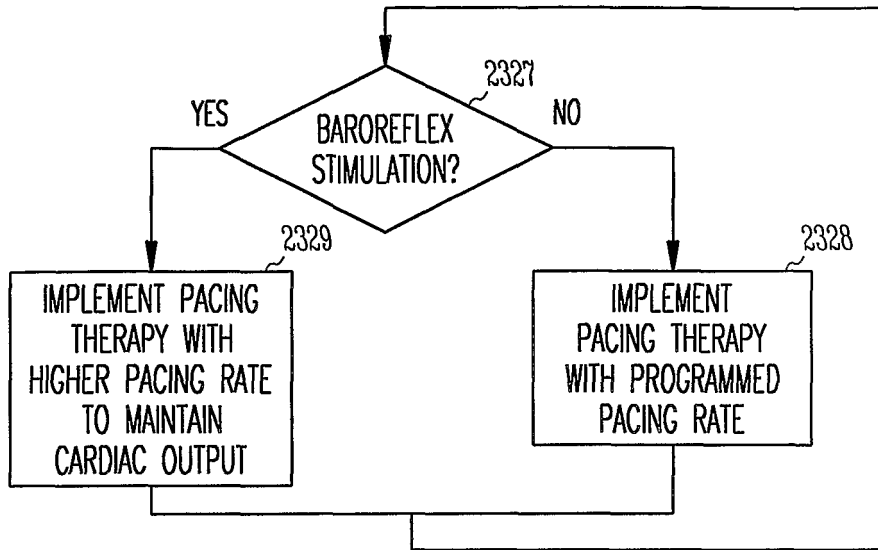 2327
YES
NO
BAROREFLEX
STIMULATION?
2329
2328
IMPLEMENT PACING
THERAPY WITH
HIGHER PACING RATE
TO MAINTAIN
CARDIAC OUTPUT
IMPLEMENT
PACING THERAPY
WITH PROGRAMMED
PACING RATE